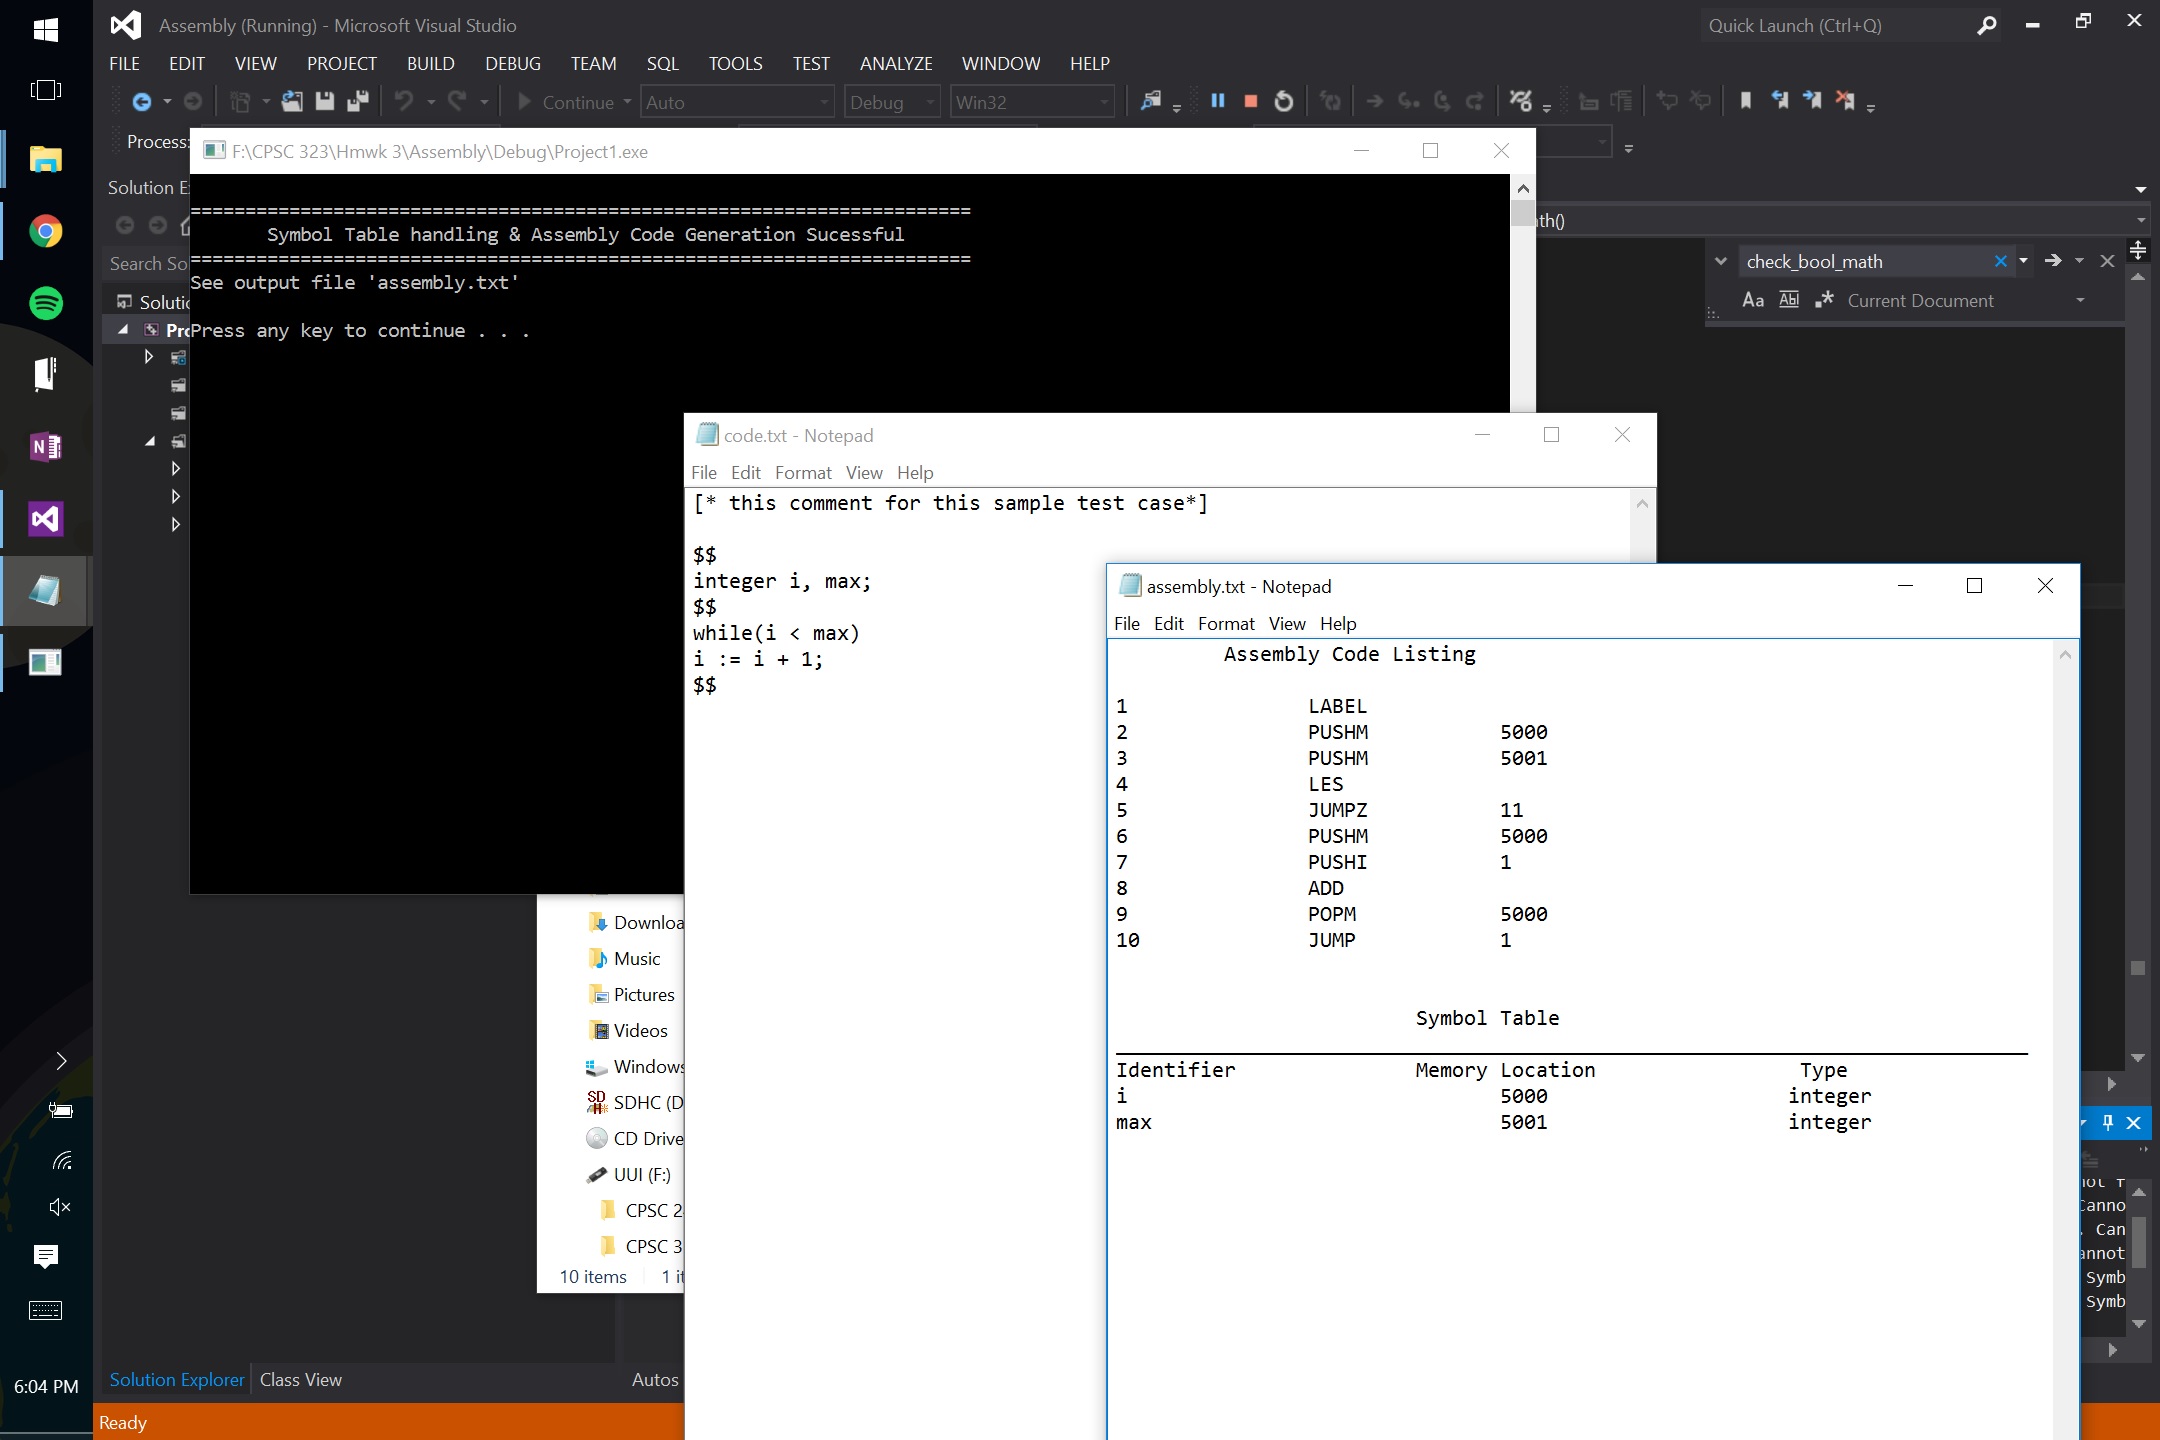 Assembly (Running) - Microsoft Visual Studio
Quick Launch (Ctrl+Q)
FILE EDIT VIEW PROJECT BUILD DEBUG TEAM SQL TOOLS TEST ANALYZE WINDOW HELP
Continue Auto Debug Win32
Process:
F:\CPSC 323\Hmwk 3\Assembly\Debug\Project1.exe
Solution E
Search So
Solutio
Pro
=======================================================================
Symbol Table handling & Assembly Code Generation Sucessful
=======================================================================
See output file 'assembly.txt'
Press any key to continue . . .
ath()
check_bool_math
Aa Abl Current Document
code.txt - Notepad
File Edit Format View Help
[* this comment for this sample test case*]
$$
integer i, max;
$$
while(i < max)
i := i + 1;
$$
assembly.txt - Notepad
File Edit Format View Help
Assembly Code Listing
1 LABEL
2 PUSHM 5000
3 PUSHM 5001
4 LES
5 JUMPZ 11
6 PUSHM 5000
7 PUSHI 1
8 ADD
9 POPM 5000
10 JUMP 1
Symbol Table
Identifier Memory Location Type
i 5000 integer
max 5001 integer
Downloa
Music
Pictures
Videos
Windows
SDHC (D
CD Drive
UUI (F:)
CPSC 2
CPSC 3
10 items 1 it
Canno
. Can
annot
Symb
Symb
Solution Explorer Class View
Autos
6:04 PM
Ready